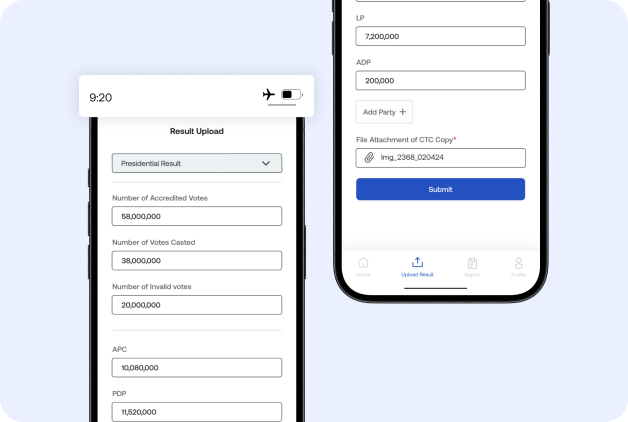 9:20
Result Upload
Presidential Result
Number of Accredited Votes
58,000,000
Number of Votes Casted
38,000,000
Number of Invalid votes
20,000,000
APC
10,080,000
PDP
11,520,000
LP
7,200,000
ADP
200,000
Add Party +
File Attachment of CTC Copy*
Img_2368_020424
Submit
Home Upload Result Report Profile